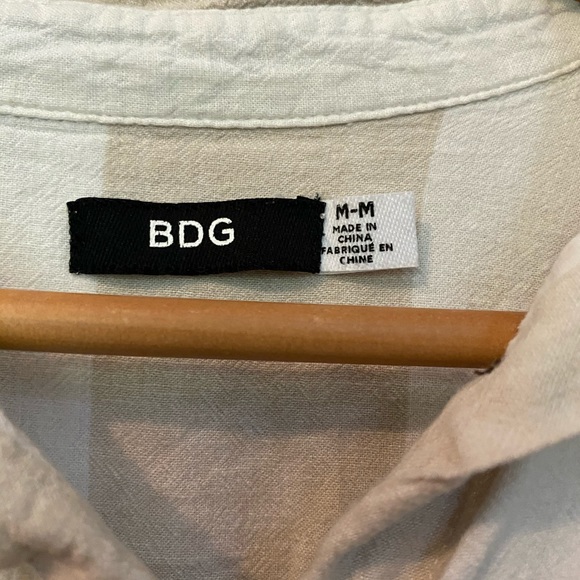 BDG
M-M
MADE IN
CHINA
FABRIQUÉ EN
CHINE